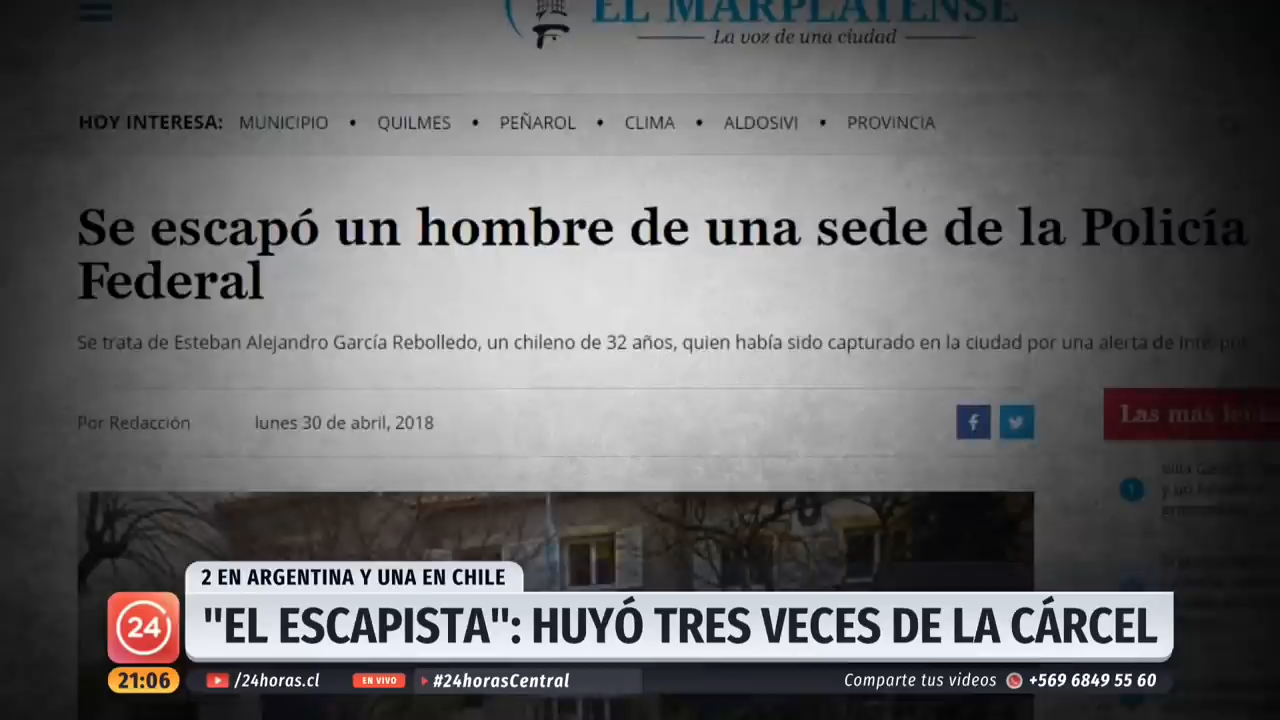 EL MARPLATENSE
La voz de una ciudad
HOY INTERESA: MUNICIPIO • QUILMES • PEÑAROL • CLIMA • ALDOSIVI • PROVINCIA
Se escapó un hombre de una sede de la Policía
Federal
Se trata de Esteban Alejandro García Rebolledo, un chileno de 32 años, quien había sido capturado en la ciudad por una alerta de Interpol
Por Redacción lunes 30 de abril, 2018
Las más
1
2 EN ARGENTINA Y UNA EN CHILE
24
"EL ESCAPISTA": HUYÓ TRES VECES DE LA CÁRCEL
21:06 /24horas.cl EN VIVO #24horasCentral Comparte tus videos +569 6849 55 60